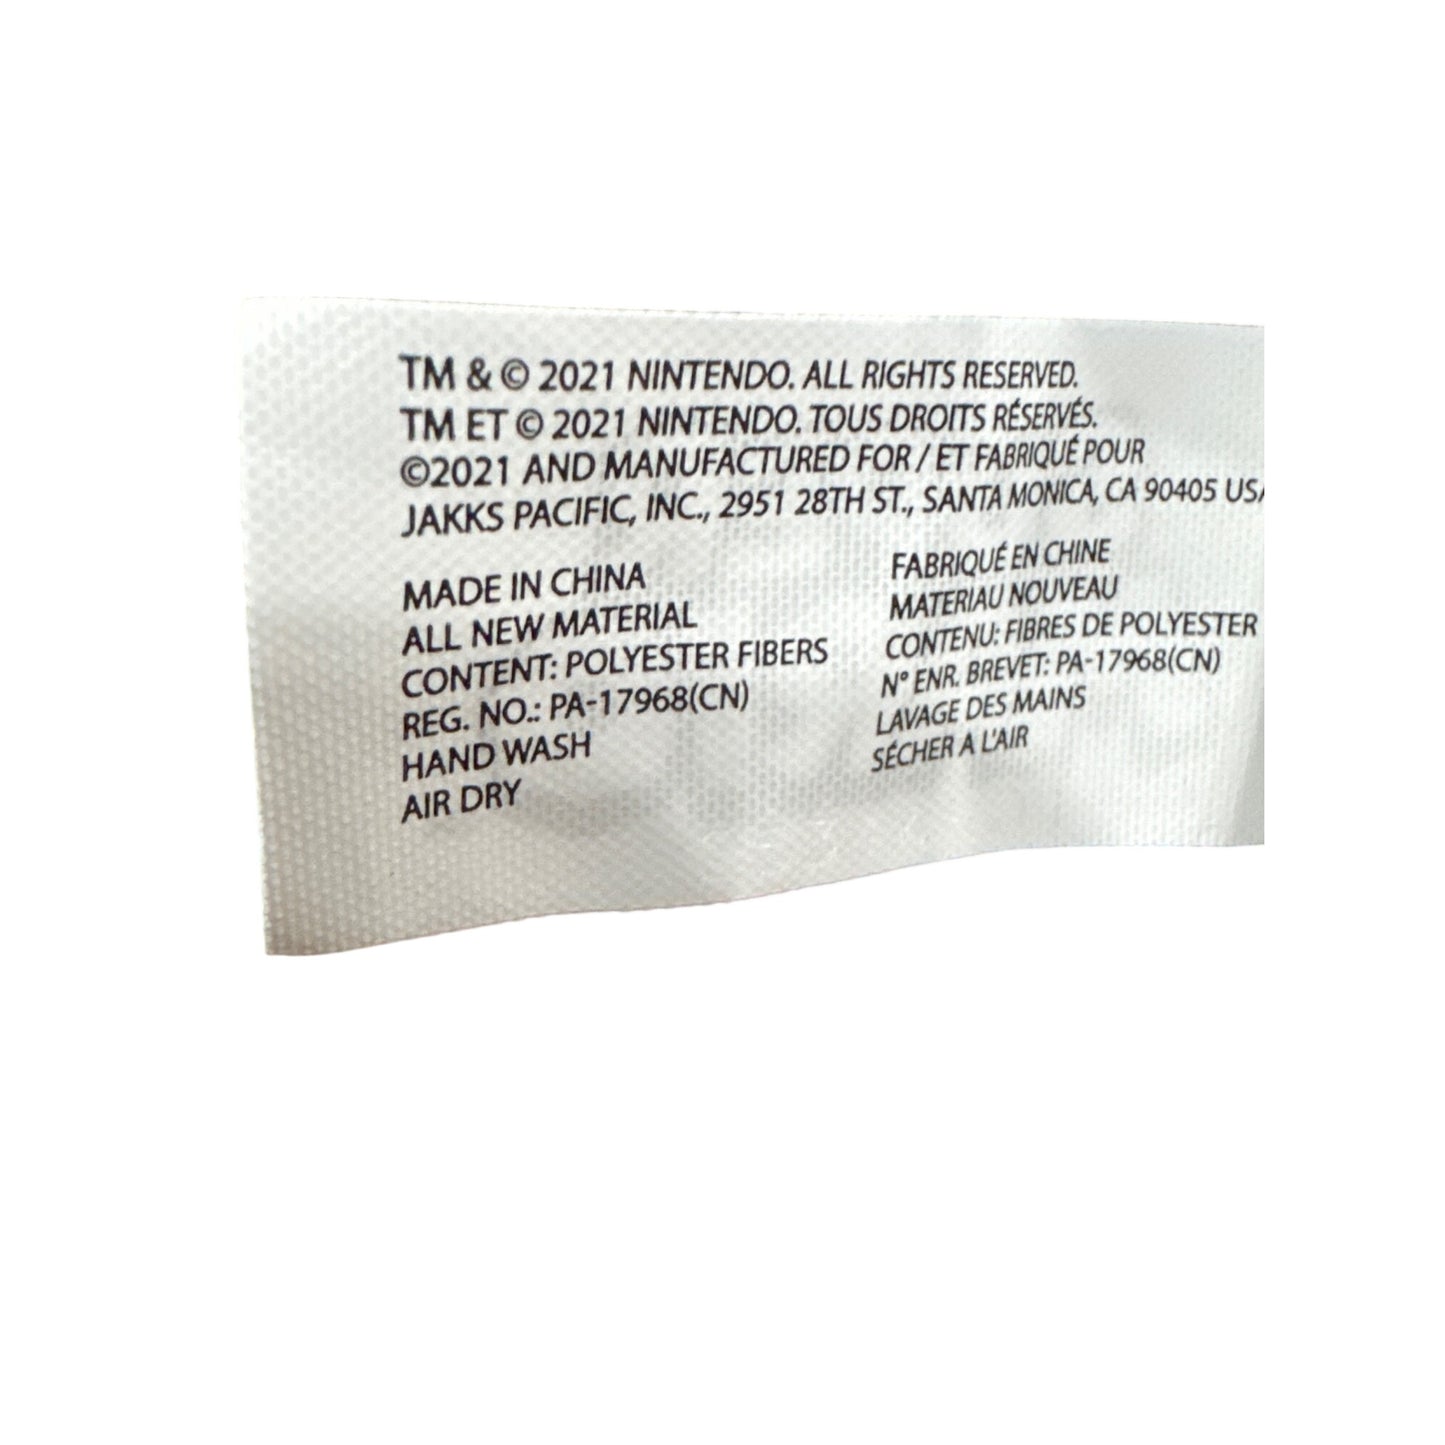 TM & © 2021 NINTENDO. ALL RIGHTS RESERVED.
TM ET © 2021 NINTENDO. TOUS DROITS RÉSERVÉS.
©2021 AND MANUFACTURED FOR / ET FABRIQUÉ POUR
JAKKS PACIFIC, INC., 2951 28TH ST., SANTA MONICA, CA 90405 USA
MADE IN CHINA
ALL NEW MATERIAL
CONTENT: POLYESTER FIBERS
REG. NO.: PA-17968(CN)
HAND WASH
AIR DRY
FABRIQUÉ EN CHINE
MATERIAU NOUVEAU
CONTENU: FIBRES DE POLYESTER
N° ENR. BREVET: PA-17968(CN)
LAVAGE DES MAINS
SÉCHER A L'AIR